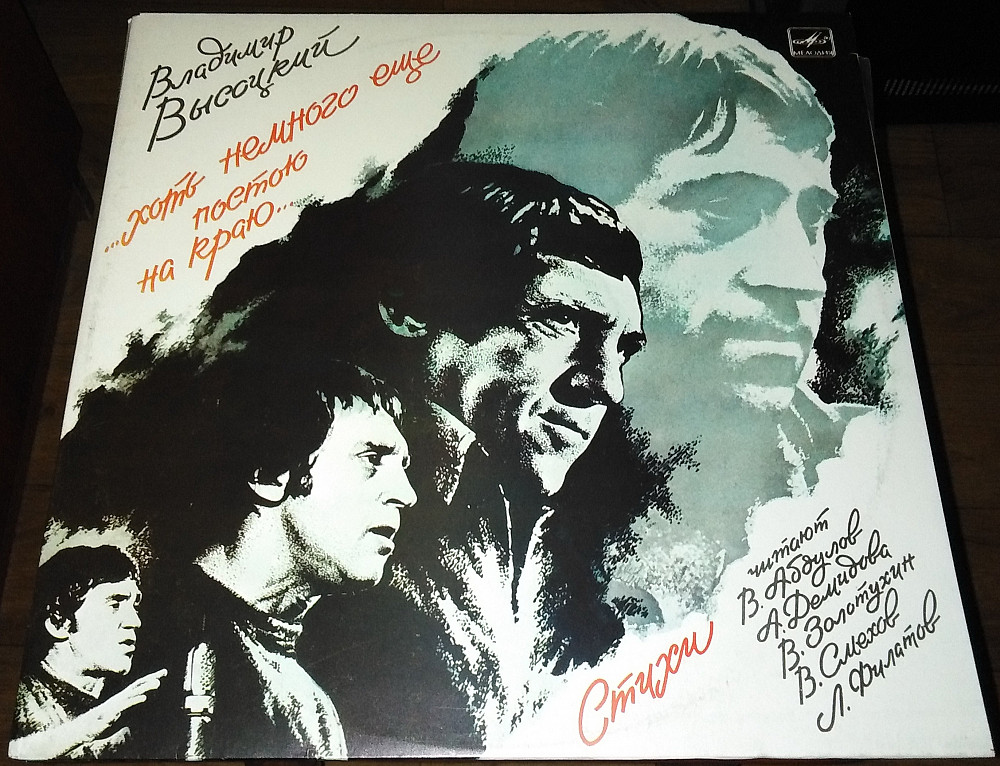 Владимир
Высоцкий
...хоть немного еще
постою
на краю...
МЕЛОДИЯ
Стихи
читают
В. Абдулов
А. Демидова
В. Золотухин
В. Смехов
Л. Филатов